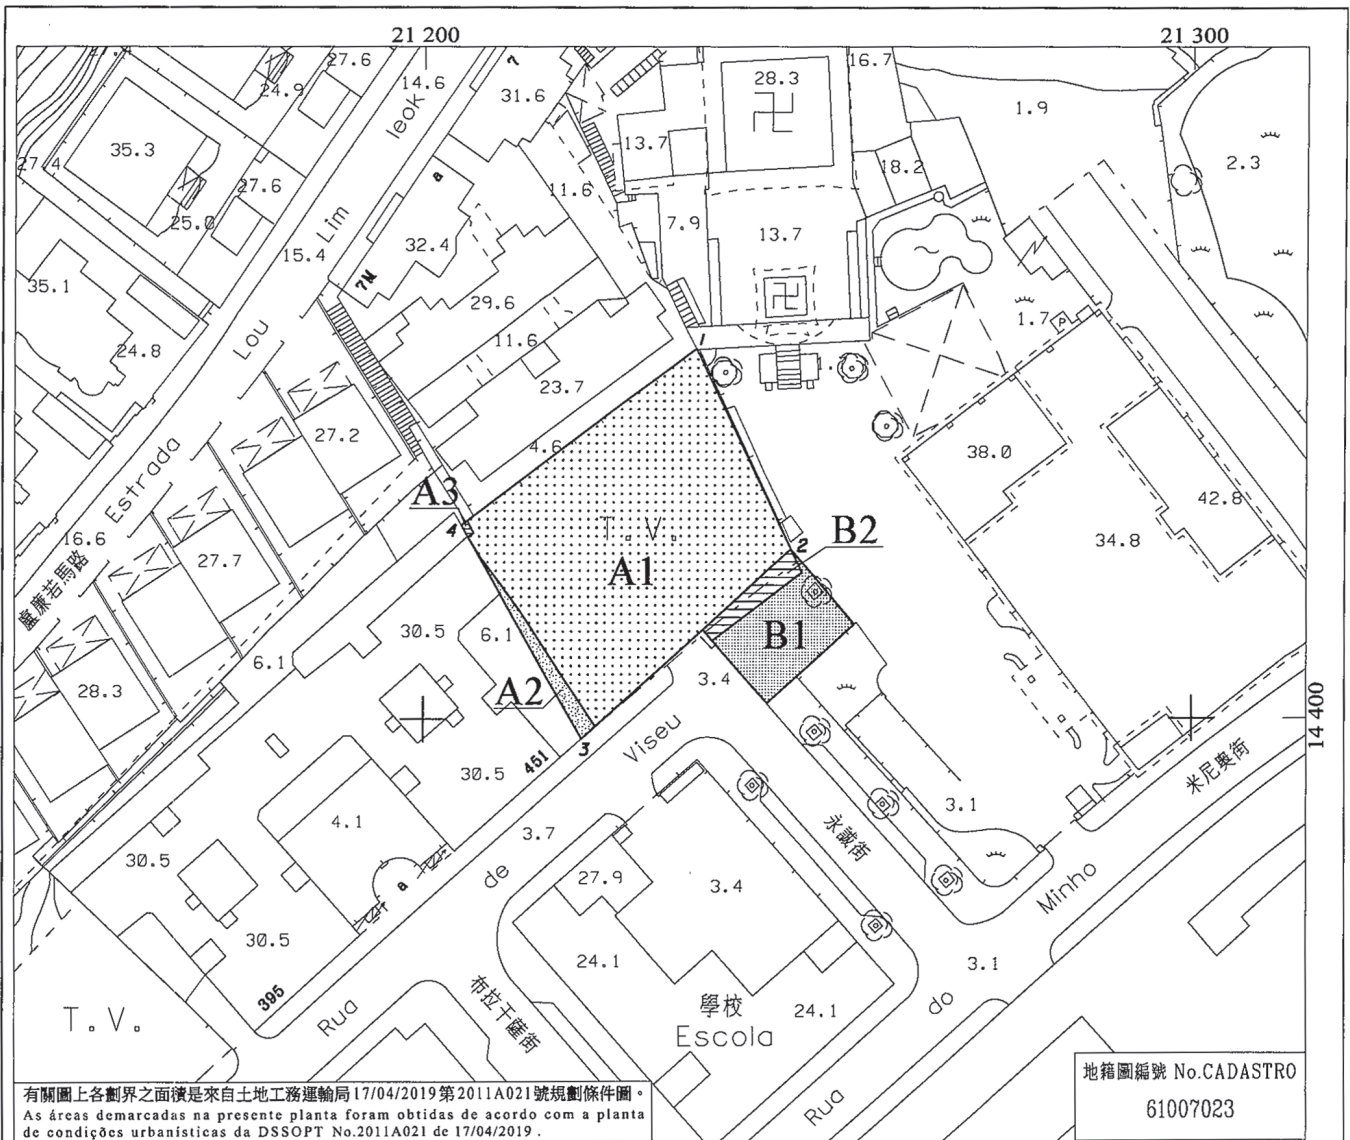 21 200
21 300
27.4
27.6
14.6
7
28.3
16.7
24.9
31.6
1.9
35.3
leok
13.7
2.3
27.4
27.6
8
11.6
18.2
25.0
Lim
7.9
15.4
32.4
13.7
35.1
7N
29.6
1.7
P
Lou
11.6
1
24.8
23.7
27.2
4.6
38.0
Estrada
A3
42.8
4
T. V.
B2
16.6
2
34.8
27.7
A1
盧廉若馬路
30.5
6.1
B1
6.1
3.4
28.3
A2
14 400
Viseu
3
451
30.5
米尼奧街
3.1
4.1
3.7
永誠街
30.5
de
27.9
3.4
Minho
8
30.5
24.1
3.1
395
布拉干薩街
學校
24.1
do
T. V.
Rua
Escola
Rua
地籍圖編號 No.CADASTRO
61007023
有關圖上各劃界之面積是來自土地工務運輸局17/04/2019第2011A021號規劃條件圖。
As áreas demarcadas na presente planta foram obtidas de acordo com a planta
de condições urbanísticas da DSSOPT No.2011A021 de 17/04/2019 .